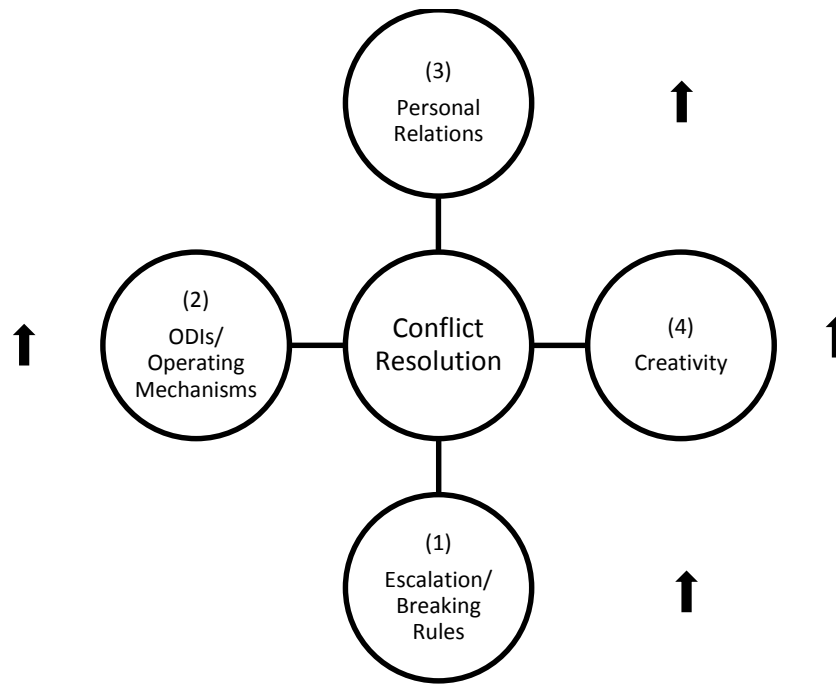 (3)
Personal
Relations
(2)
ODIs/
Operating
Mechanisms
Conflict
Resolution
(4)
Creativity
(1)
Escalation/
Breaking
Rules